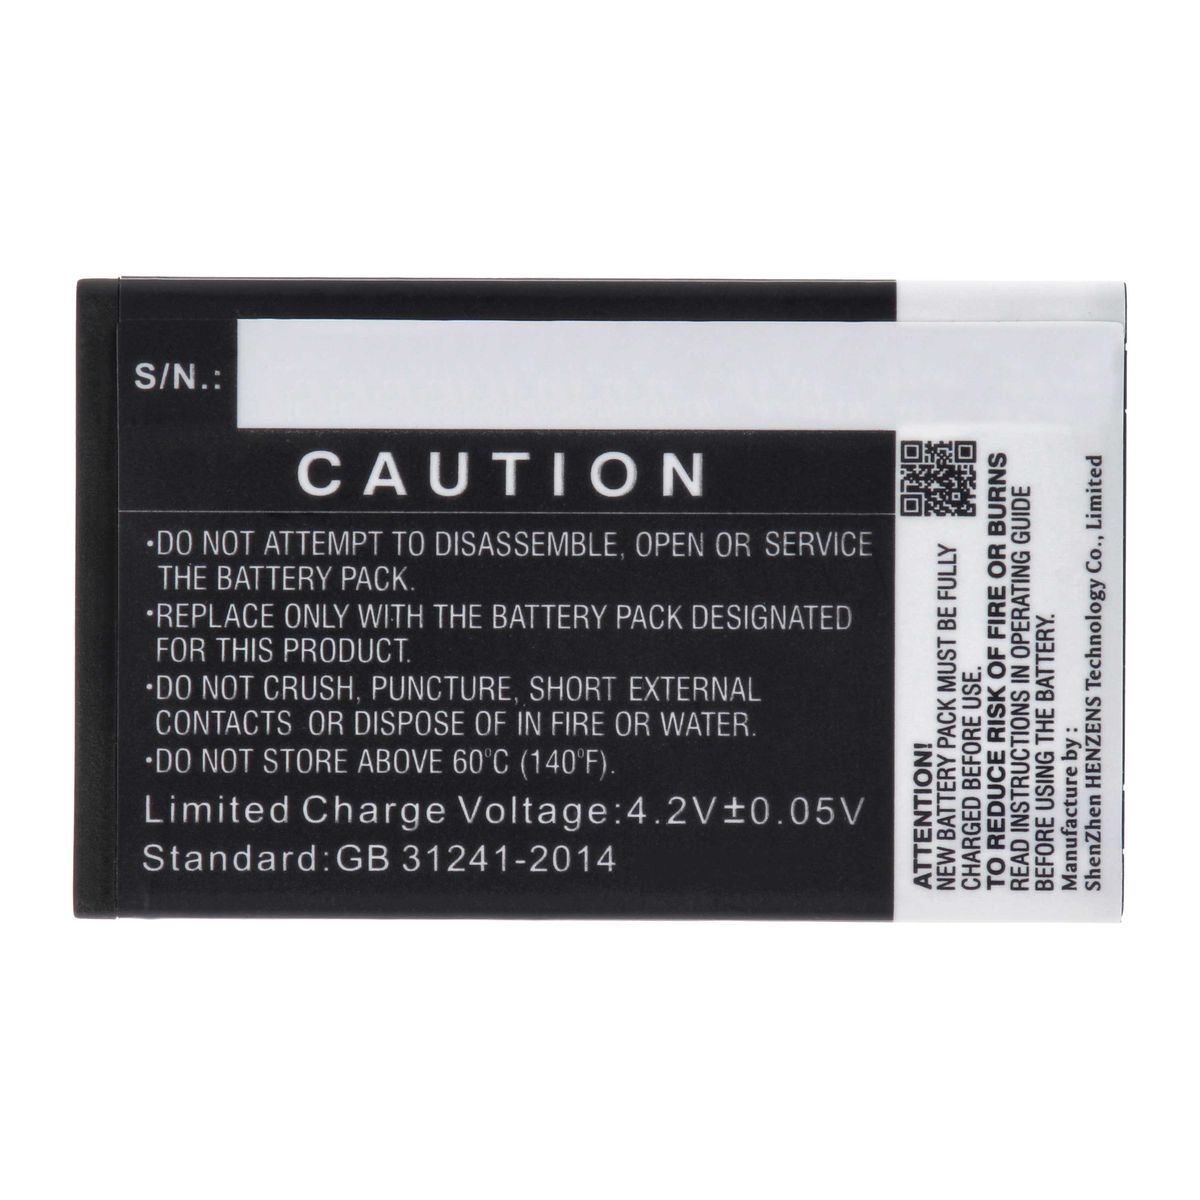 S/N.:
CAUTION
·DO NOT ATTEMPT TO DISASSEMBLE, OPEN OR SERVICE
THE BATTERY PACK.
·REPLACE ONLY WITH THE BATTERY PACK DESIGNATED
FOR THIS PRODUCT.
·DO NOT CRUSH, PUNCTURE, SHORT EXTERNAL
CONTACTS OR DISPOSE OF IN FIRE OR WATER.
·DO NOT STORE ABOVE 60°C (140°F).
Limited Charge Voltage:4.2V±0.05V
Standard:GB 31241-2014
ATTENTION!
NEW BATTERY PACK MUST BE FULLY
CHARGED BEFORE USE.
TO REDUCE RISK OF FIRE OR BURNS
READ INSTRUCTIONS IN OPERATING GUIDE
BEFORE USING THE BATTERY.
Manufacture by:
ShenZhen HENZENS Technology Co., Limited